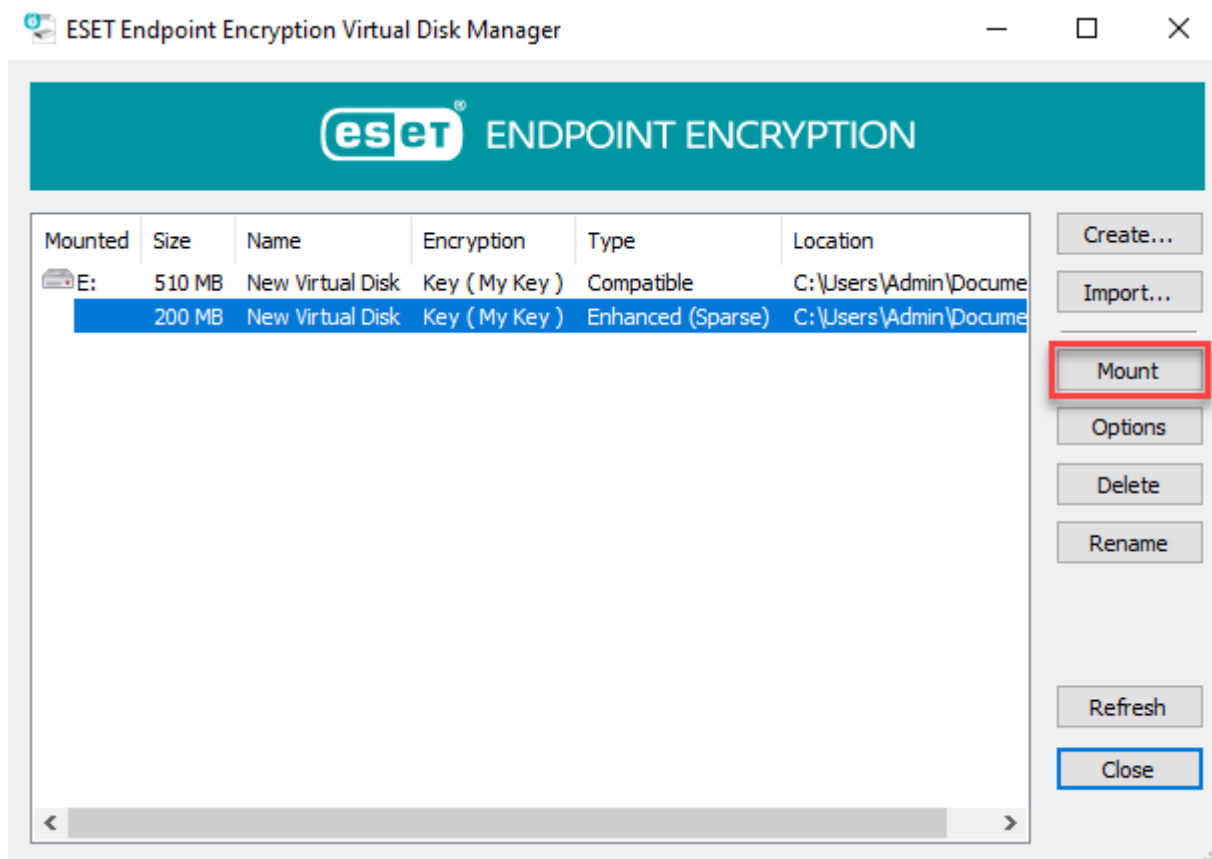 ESET Endpoint Encryption Virtual Disk Manager
eset® ENDPOINT ENCRYPTION
Mounted Size Name Encryption Type Location
E: 510 MB New Virtual Disk Key ( My Key ) Compatible C:\Users\Admin\Docume
200 MB New Virtual Disk Key ( My Key ) Enhanced (Sparse) C:\Users\Admin\Docume
Create...
Import...
Mount
Options
Delete
Rename
Refresh
Close